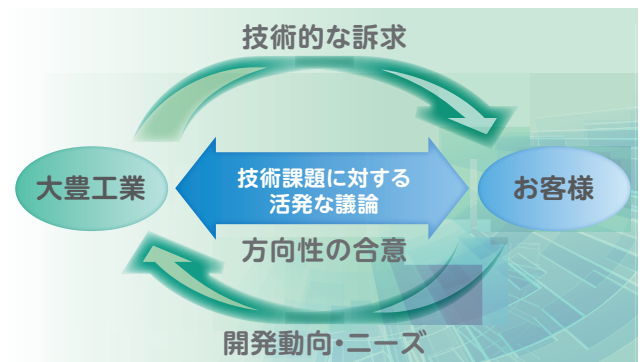 技術的な訴求
大豊工業
技術課題に対する
活発な議論
お客様
方向性の合意
開発動向・ニーズ